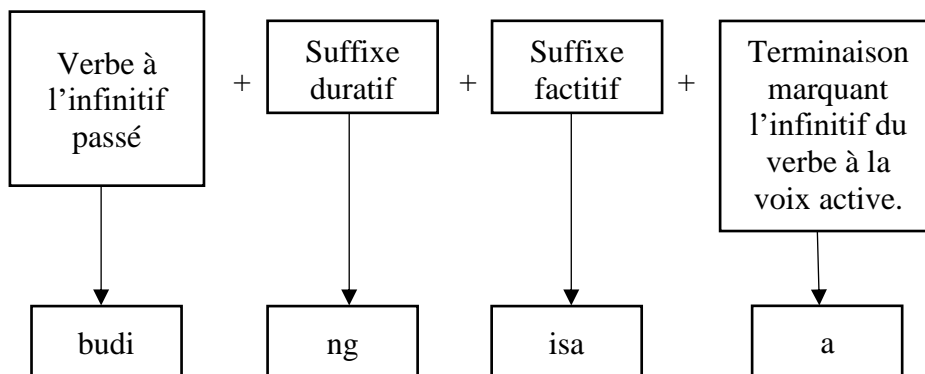 Verbe à
l’infinitif
passé
+
Suffixe
duratif
+
Suffixe
factitif
+
Terminaison
marquant
l’infinitif du
verbe à la
voix active.
budi
ng
isa
a